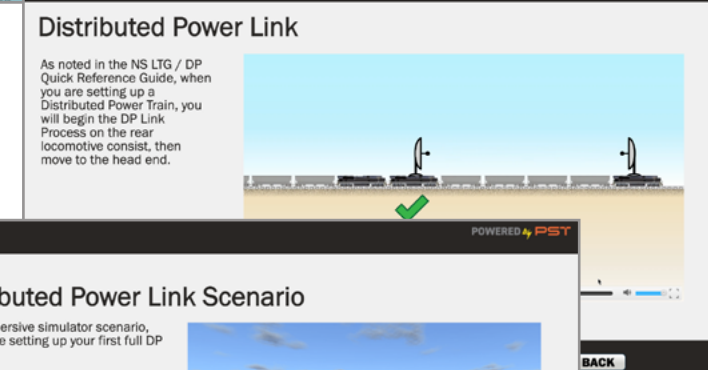 Distributed Power Link
As noted in the NS LTG / DP
Quick Reference Guide, when
you are setting up a
Distributed Power Train, you
will begin the DP Link
Process on the rear
locomotive consist, then
move to the head end.
POWERED by PST
buted Power Link Scenario
ersive simulator scenario,
e setting up your first full DP
BACK